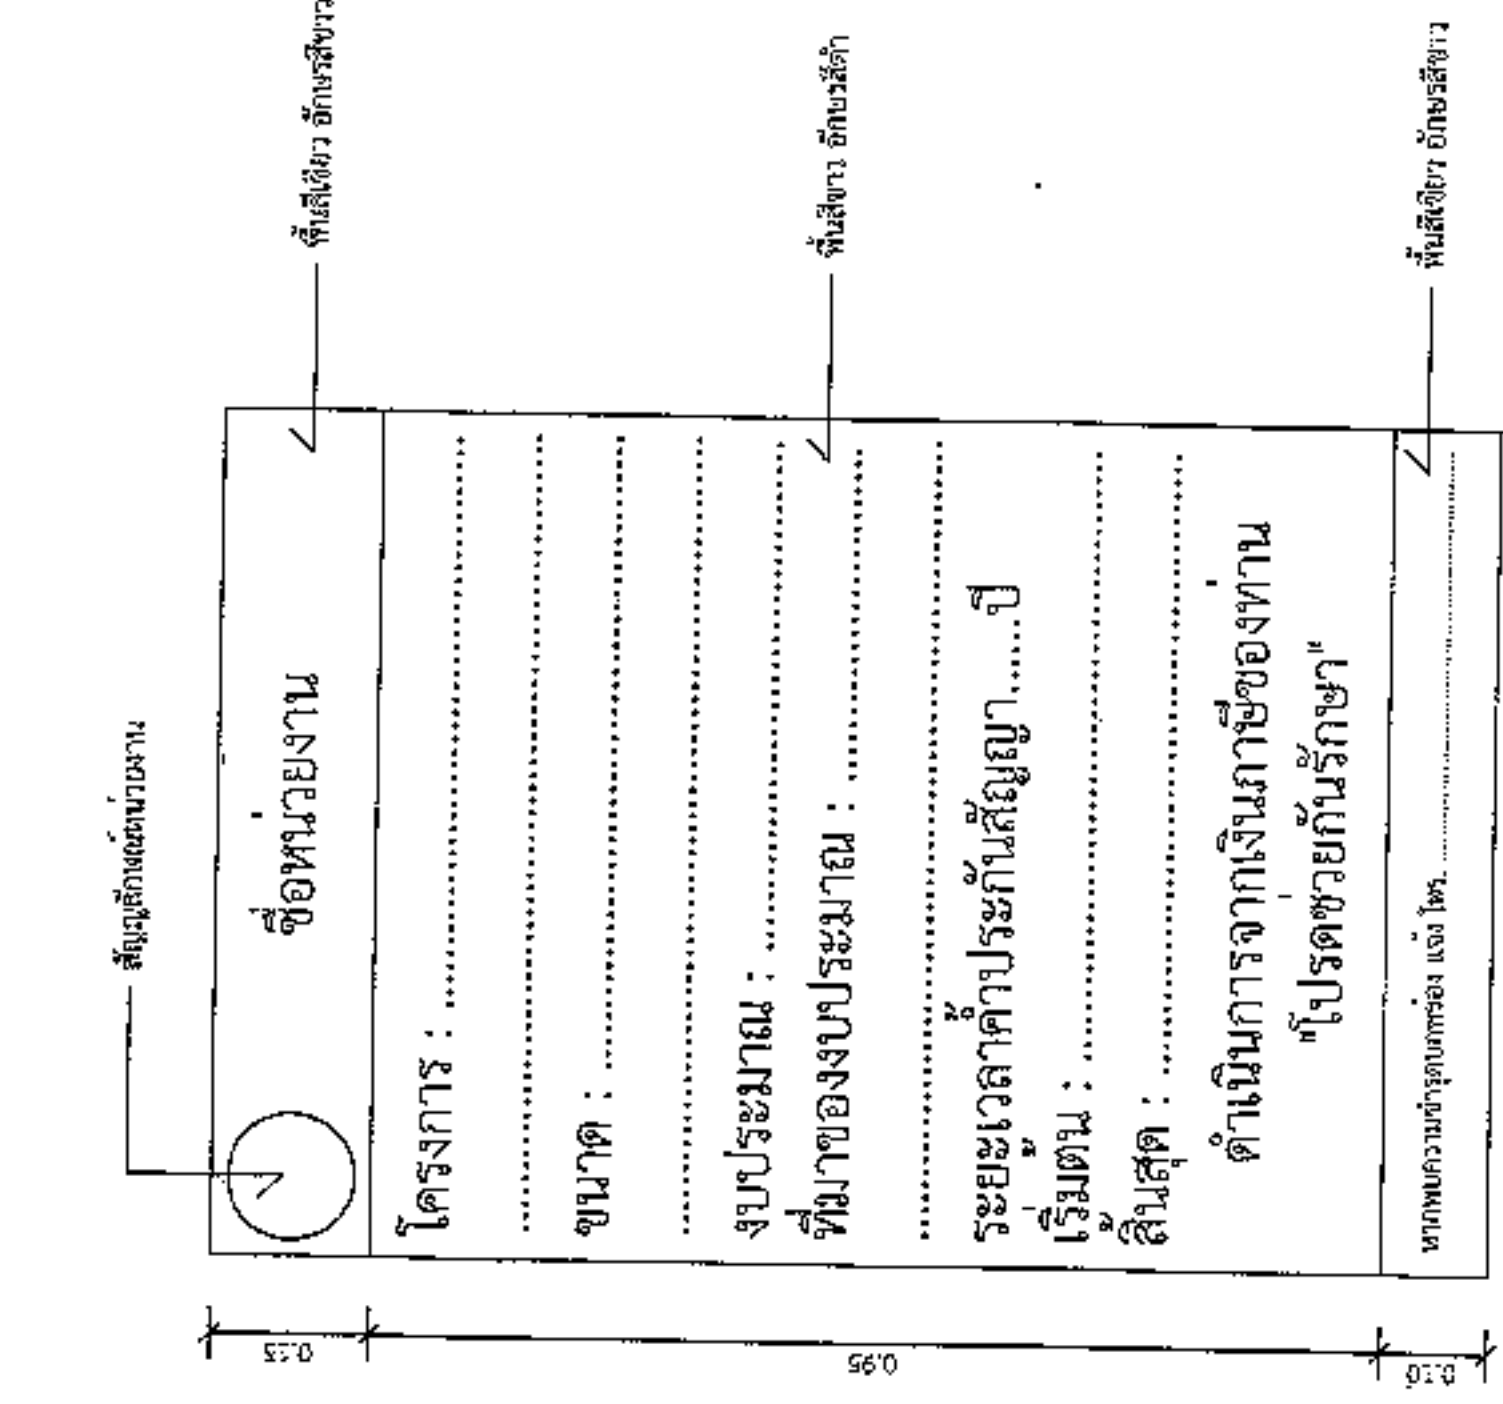 สัญลักษณ์หน่วยงาน
ชื่อหน่วยงาน
พื้นสีเขียว อักษรสีขาว
โครงการ : ........................................
........................................
ขนาด : ........................................
........................................
งบประมาณ : ........................................
ที่มาของงบประมาณ : ........................................
........................................
พื้นสีขาว อักษรสีดำ
ระยะเวลาค้ำประกันสัญญา......ปี
เริ่มต้น : ........................................
สิ้นสุด : ........................................
ดำเนินการจากเงินภาษีของท่าน
"โปรดช่วยกันรักษา"
หากพบความชำรุดบกพร่อง แจ้ง โทร. ........................................
พื้นสีเขียว อักษรสีขาว
0.15
0.95
0.10